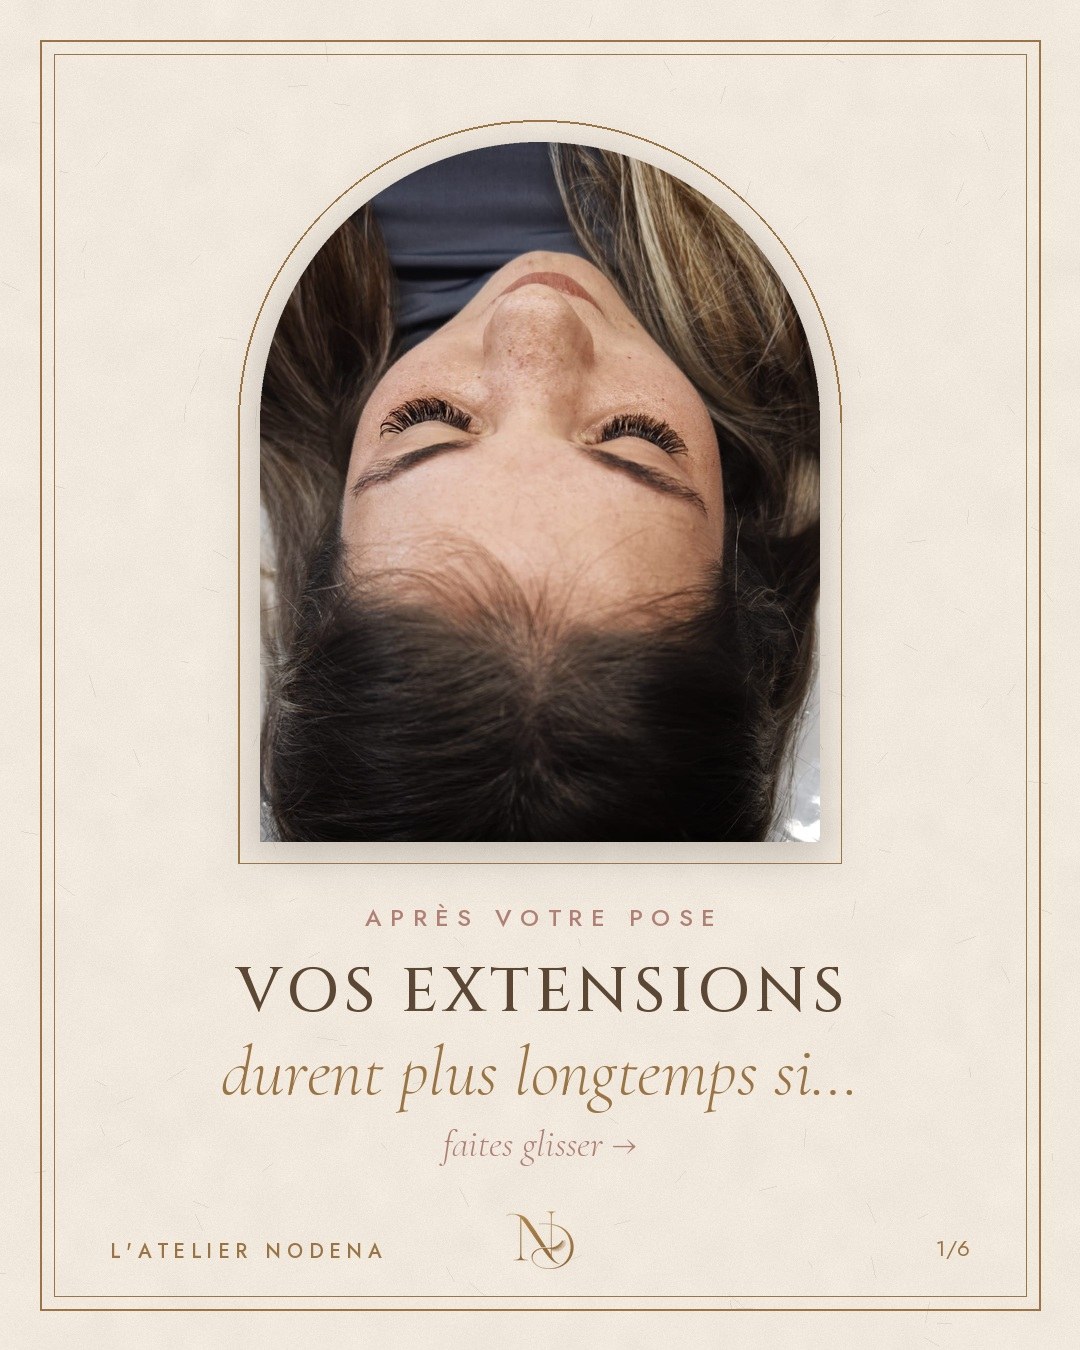 APRÈS VOTRE POSE
VOS EXTENSIONS
durent plus longtemps si...
faites glisser →
L'ATELIER NODENA
1/6